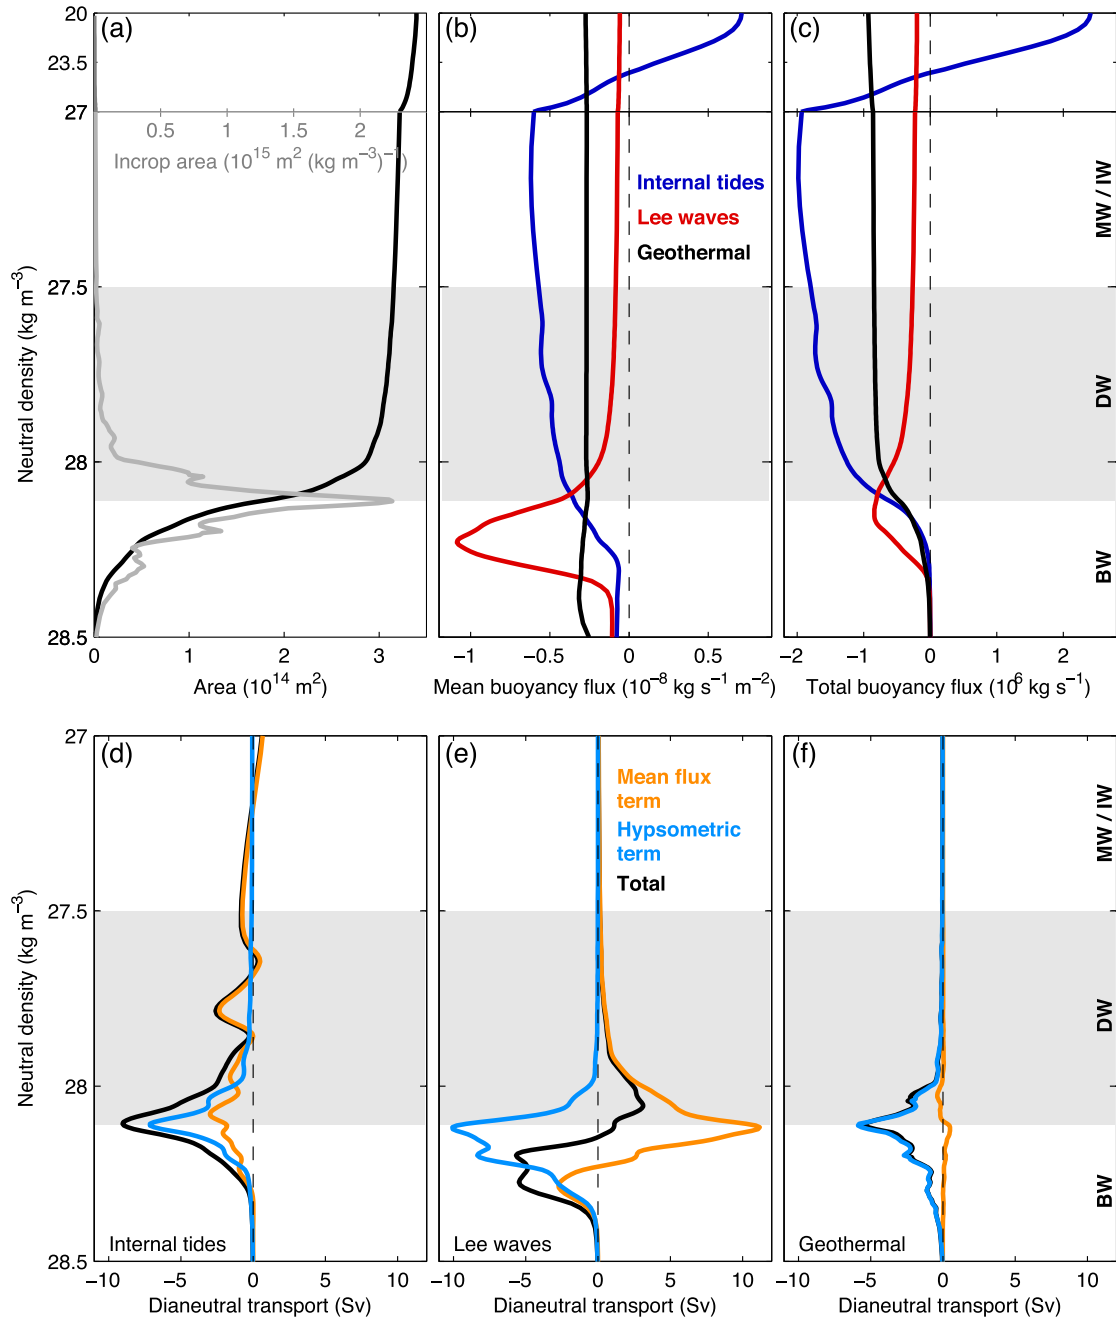 (a)
(b)
(c)
20
23.5
27
27.5
28
28.5
Neutral density (kg m−3)
0.5 1 1.5 2
Incrop area (10^15 m^2 (kg m−3)^−1)
Internal tides
Lee waves
Geothermal
MW / IW
DW
BW
0 1 2 3
Area (10^14 m^2)
−1 −0.5 0 0.5
Mean buoyancy flux (10^−8 kg s^−1 m^−2)
−2 −1 0 1 2
Total buoyancy flux (10^6 kg s^−1)
(d)
(e)
(f)
27
27.5
28
28.5
Neutral density (kg m^−3)
Mean flux
term
Hypsometric
term
Total
MW / IW
DW
BW
Internal tides
Lee waves
Geothermal
−10 −5 0 5 10
Dianeutral transport (Sv)
−10 −5 0 5 10
Dianeutral transport (Sv)
−10 −5 0 5 10
Dianeutral transport (Sv)